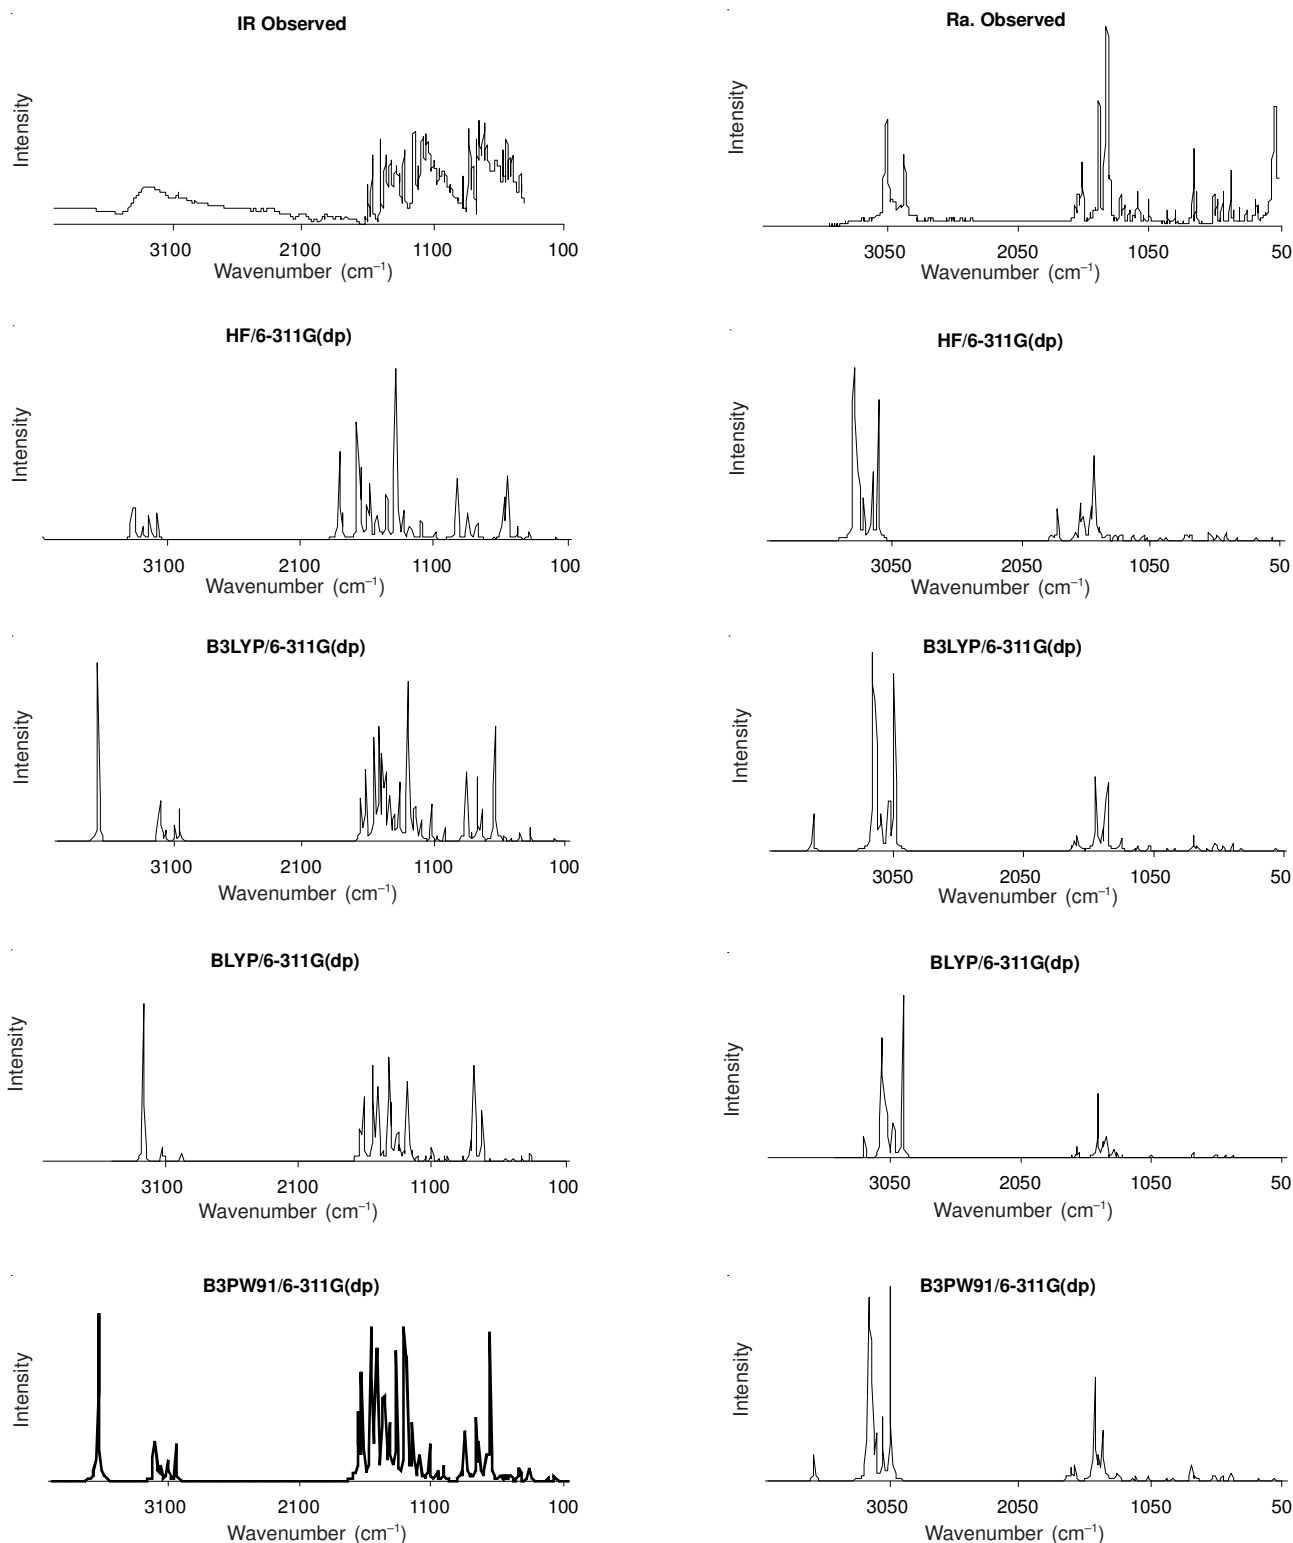 IR Observed
Intensity
3100 2100 1100 100
Wavenumber (cm⁻¹)
Ra. Observed
Intensity
3050 2050 1050 50
Wavenumber (cm⁻¹)
HF/6-311G(dp)
Intensity
3100 2100 1100 100
Wavenumber (cm⁻¹)
HF/6-311G(dp)
Intensity
3050 2050 1050 50
Wavenumber (cm⁻¹)
B3LYP/6-311G(dp)
Intensity
3100 2100 1100 100
Wavenumber (cm⁻¹)
B3LYP/6-311G(dp)
Intensity
3050 2050 1050 50
Wavenumber (cm⁻¹)
BLYP/6-311G(dp)
Intensity
3100 2100 1100 100
Wavenumber (cm⁻¹)
BLYP/6-311G(dp)
Intensity
3050 2050 1050 50
Wavenumber (cm⁻¹)
B3PW91/6-311G(dp)
Intensity
3100 2100 1100 100
Wavenumber (cm⁻¹)
B3PW91/6-311G(dp)
Intensity
3050 2050 1050 50
Wavenumber (cm⁻¹)